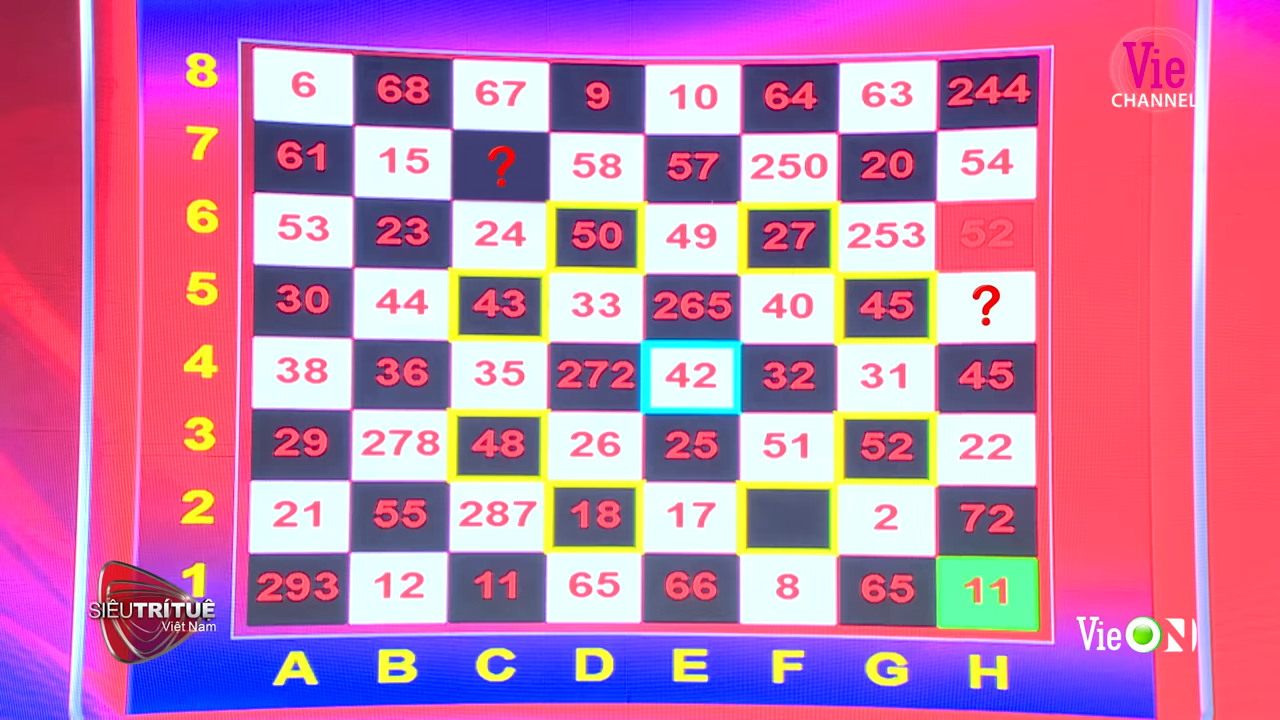 Vie
CHANNEL
8 6 68 67 9 10 64 63 244
7 61 15 ? 58 57 250 20 54
6 53 23 24 50 49 27 253 52
5 30 44 43 33 265 40 45 ?
4 38 36 35 272 42 32 31 45
3 29 278 48 26 25 51 52 22
2 21 55 287 18 17 2 72
1 293 12 11 65 66 8 65 11
SIÊUTRÍTUỆ
Việt Nam
VieON
A B C D E F G H